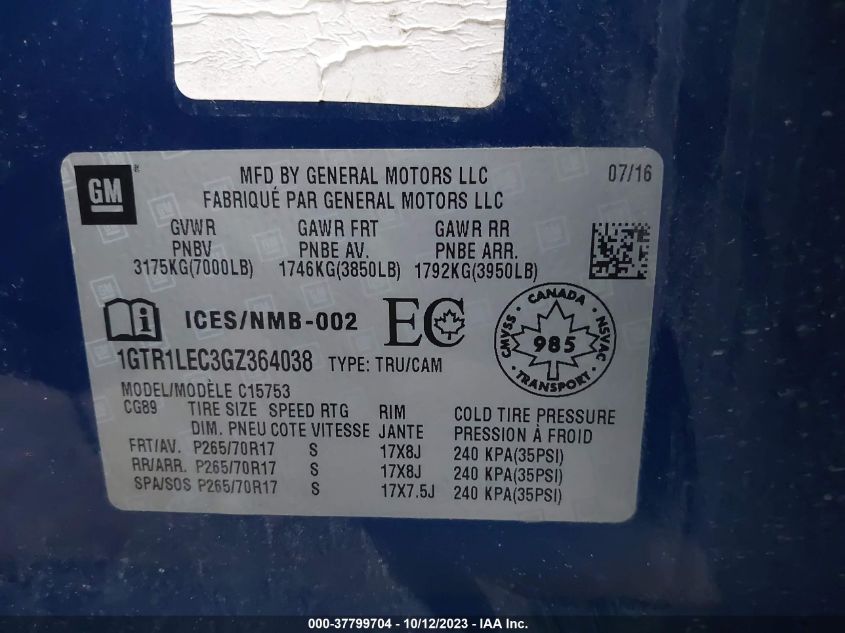 GM
MFD BY GENERAL MOTORS LLC
07/16
FABRIQUÉ PAR GENERAL MOTORS LLC
GVWR GAWR FRT GAWR RR
PNBV PNBE AV. PNBE ARR.
3175KG(7000LB) 1746KG(3850LB) 1792KG(3950LB)
i ICES/NMB-002 EC
CANADA
CMVSS 985 NSVAC
TRANSPORT
1GTR1LEC3GZ364038 TYPE: TRU/CAM
MODEL/MODÈLE C15753
CG89 TIRE SIZE SPEED RTG RIM COLD TIRE PRESSURE
DIM. PNEU COTE VITESSE JANTE PRESSION À FROID
FRT/AV. P265/70R17 S 17X8J 240 KPA(35PSI)
RR/ARR. P265/70R17 S 17X8J 240 KPA(35PSI)
SPA/SOS P265/70R17 S 17X7.5J 240 KPA(35PSI)
000-37799704 - 10/12/2023 - IAAI Inc.